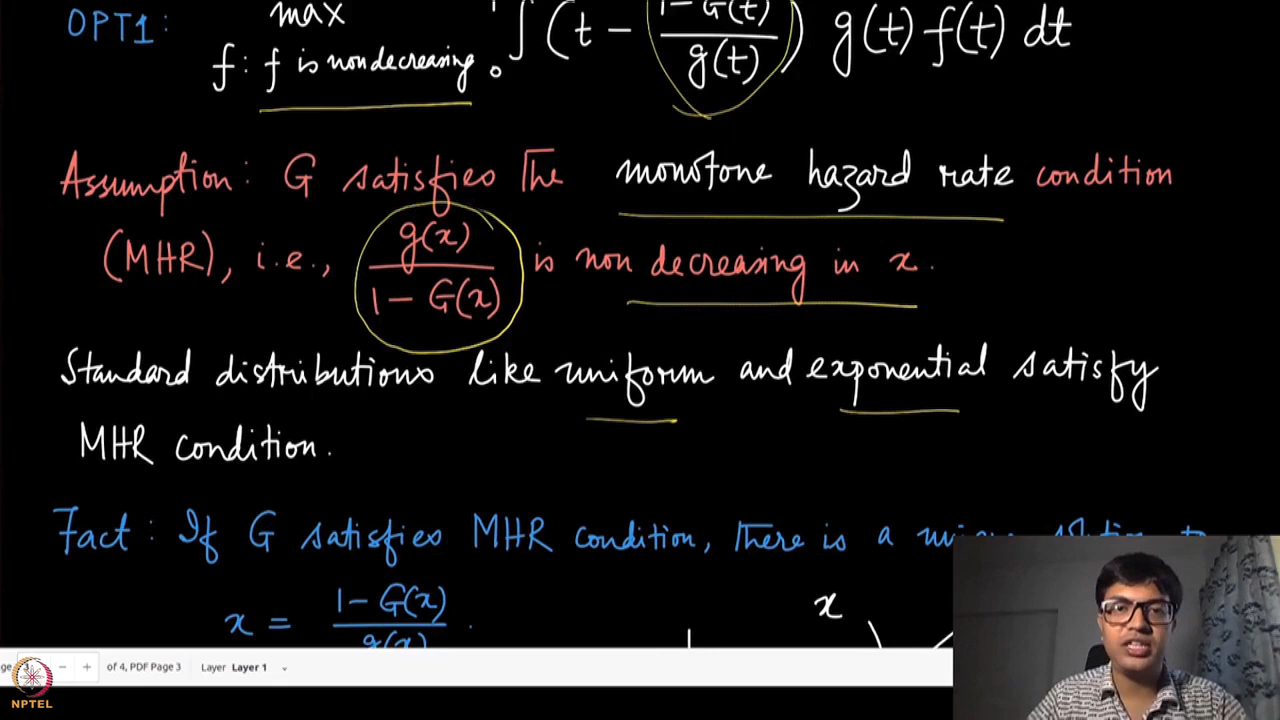 OPT1: max ∫ (t − 1−G(t)/g(t)) g(t) f(t) dt
f: f is nondecreasing 0
Assumption: G satisfies the monotone hazard rate condition
(MHR), i.e., g(x)/1−G(x) is non decreasing in x.
Standard distributions like uniform and exponential satisfy
MHR condition.
Fact: If G satisfies MHR condition, there is a
x = 1−G(x)/g(x).
x
of 4, PDF Page 3 Layer Layer 1
NPTEL